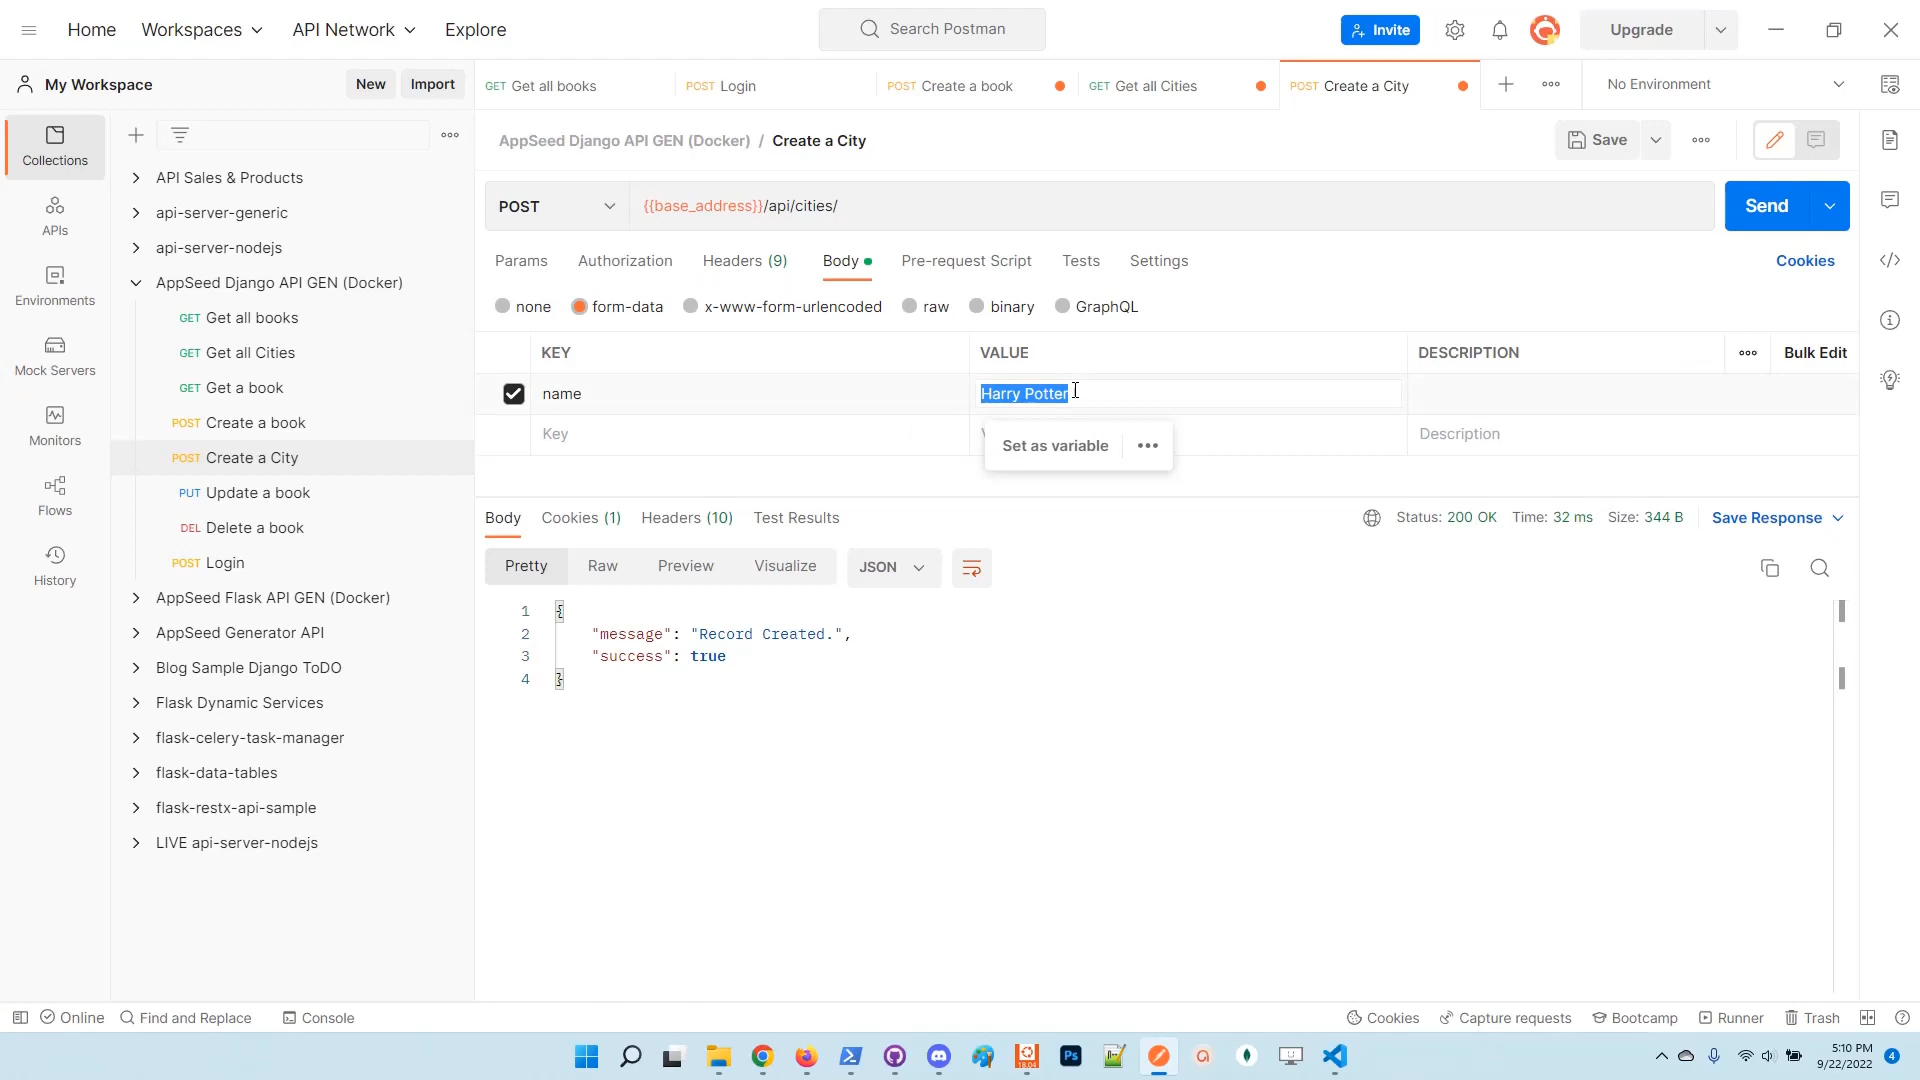 Home Workspaces API Network Explore Search Postman Invite Upgrade
My Workspace New Import GET Get all books POST Login POST Create a book GET Get all Cities POST Create a City No Environment
Collections
APIs
Environments
Mock Servers
Monitors
Flows
History
API Sales & Products
api-server-generic
api-server-nodejs
AppSeed Django API GEN (Docker)
GET Get all books
GET Get all Cities
GET Get a book
POST Create a book
POST Create a City
PUT Update a book
DEL Delete a book
POST Login
AppSeed Flask API GEN (Docker)
AppSeed Generator API
Blog Sample Django ToDO
Flask Dynamic Services
flask-celery-task-manager
flask-data-tables
flask-restx-api-sample
LIVE api-server-nodejs
AppSeed Django API GEN (Docker) / Create a City Save
POST {{base_address}}/api/cities/ Send
Params Authorization Headers (9) Body Pre-request Script Tests Settings Cookies
none form-data x-www-form-urlencoded raw binary GraphQL
KEY VALUE DESCRIPTION Bulk Edit
name Harry Potter
Key Description
Set as variable
Body Cookies (1) Headers (10) Test Results Status: 200 OK Time: 32 ms Size: 344 B Save Response
Pretty Raw Preview Visualize JSON
1 {
2 "message": "Record Created.",
3 "success": true
4 }
Online Find and Replace Console Cookies Capture requests Bootcamp Runner Trash
Ps 18.04 5:10 PM
9/22/2022 4